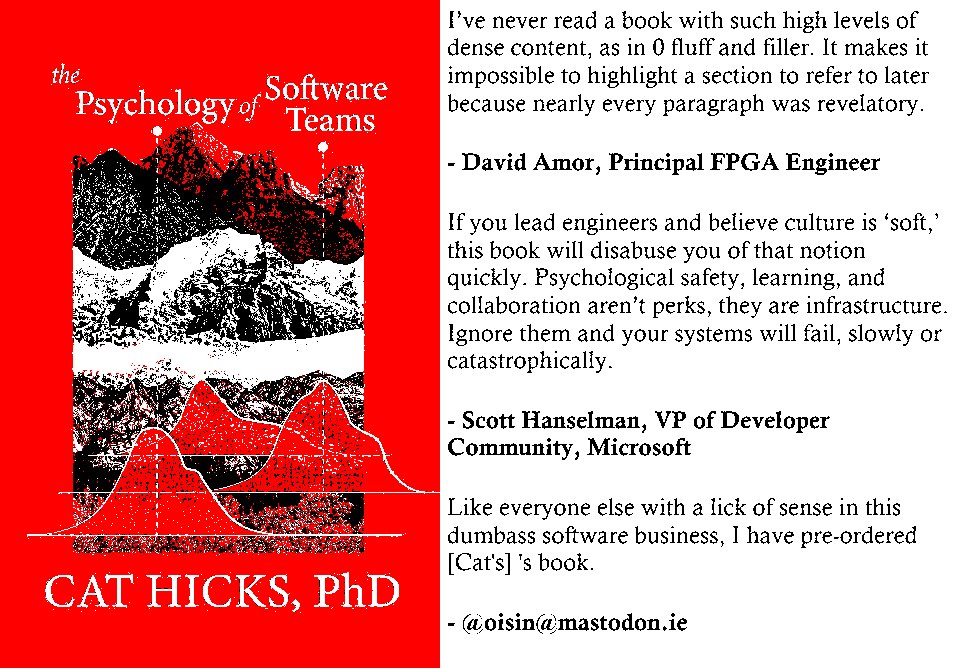 the
Psychology of Software
Teams
CAT HICKS, PhD
I've never read a book with such high levels of
dense content, as in 0 fluff and filler. It makes it
impossible to highlight a section to refer to later
because nearly every paragraph was revelatory.
- David Amor, Principal FPGA Engineer
If you lead engineers and believe culture is ‘soft,’
this book will disabuse you of that notion
quickly. Psychological safety, learning, and
collaboration aren't perks, they are infrastructure.
Ignore them and your systems will fail, slowly or
catastrophically.
- Scott Hanselman, VP of Developer
Community, Microsoft
Like everyone else with a lick of sense in this
dumbass software business, I have pre-ordered
[Cat's] 's book.
- @oisin@mastodon.ie